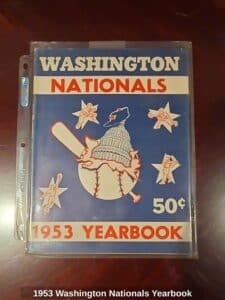 WASHINGTON
NATIONALS
50¢
1953 YEARBOOK
1953 Washington Nationals Yearbook